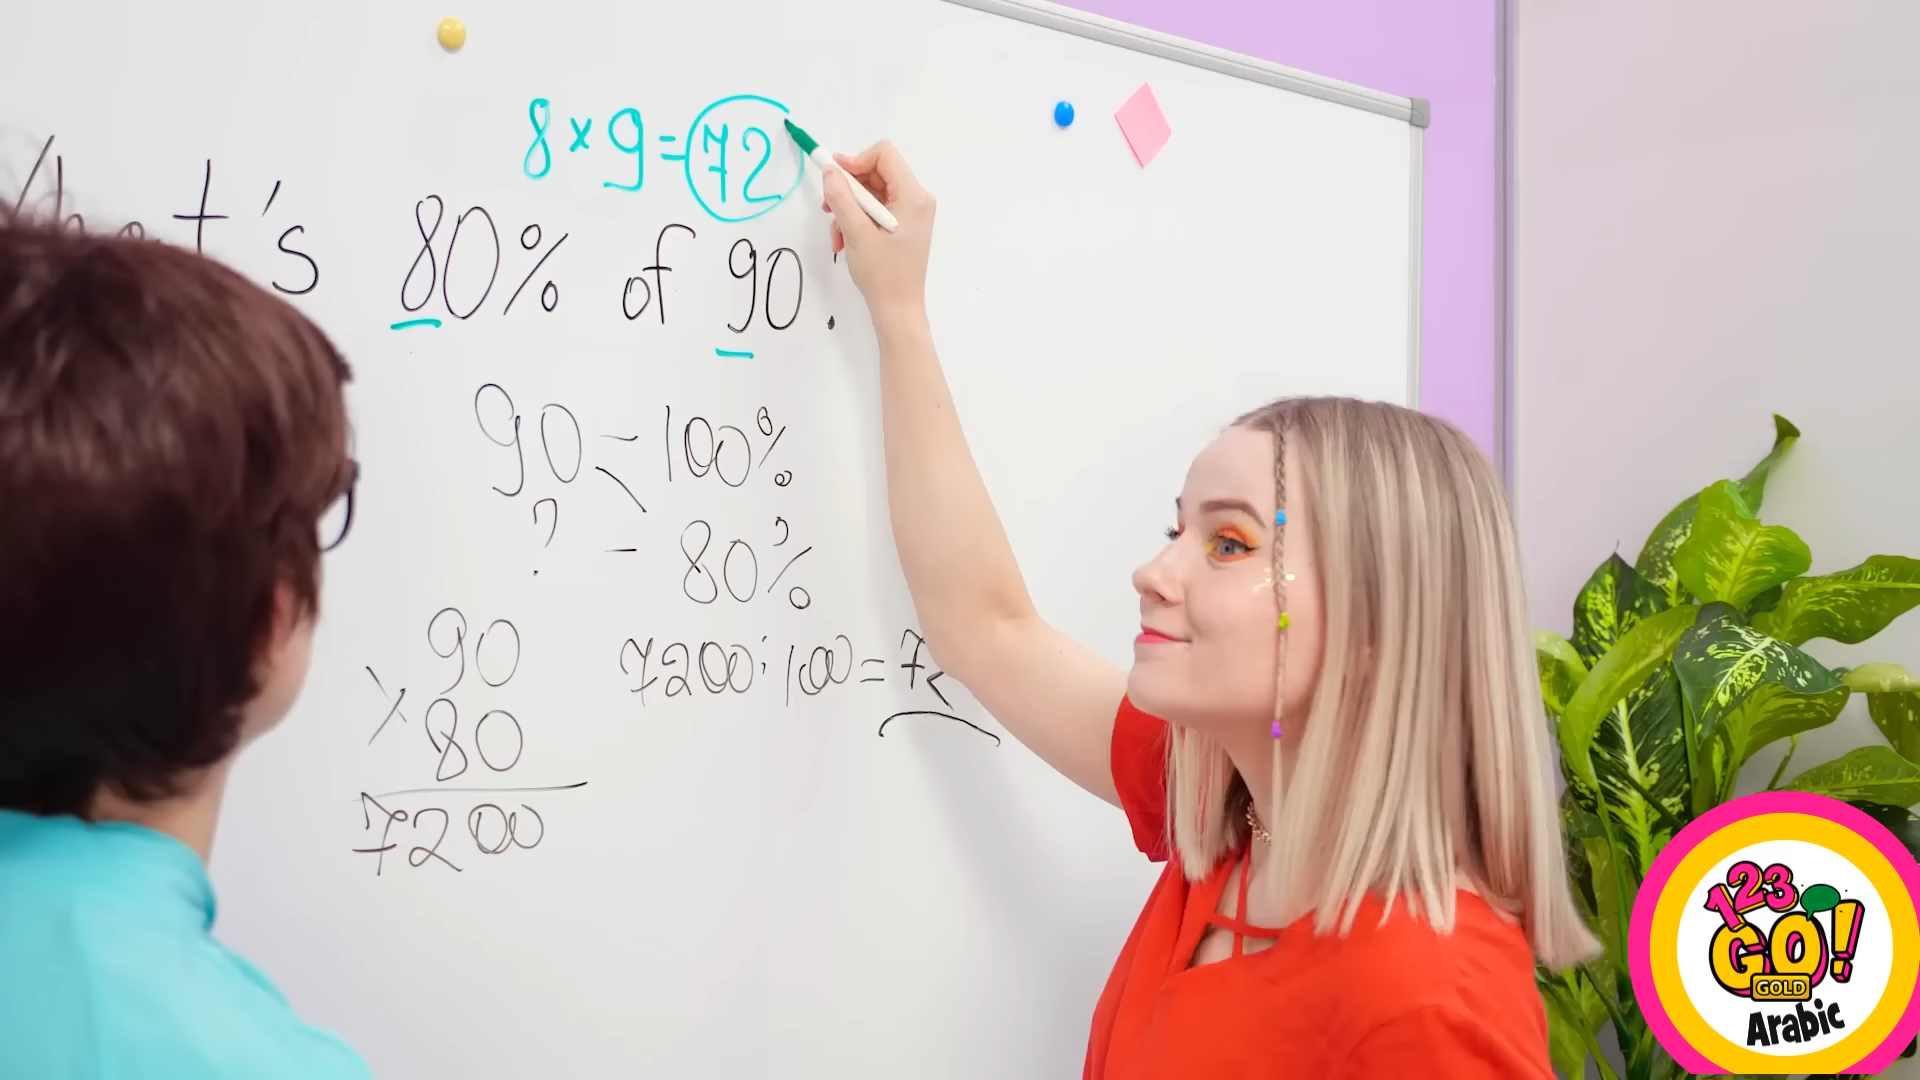 8 × 9 = 72
What's 80% of 90?
90 - 100%
? - 80%
90
× 80
7200
7200 : 100 = 72
123
GO!
GOLD
Arabic